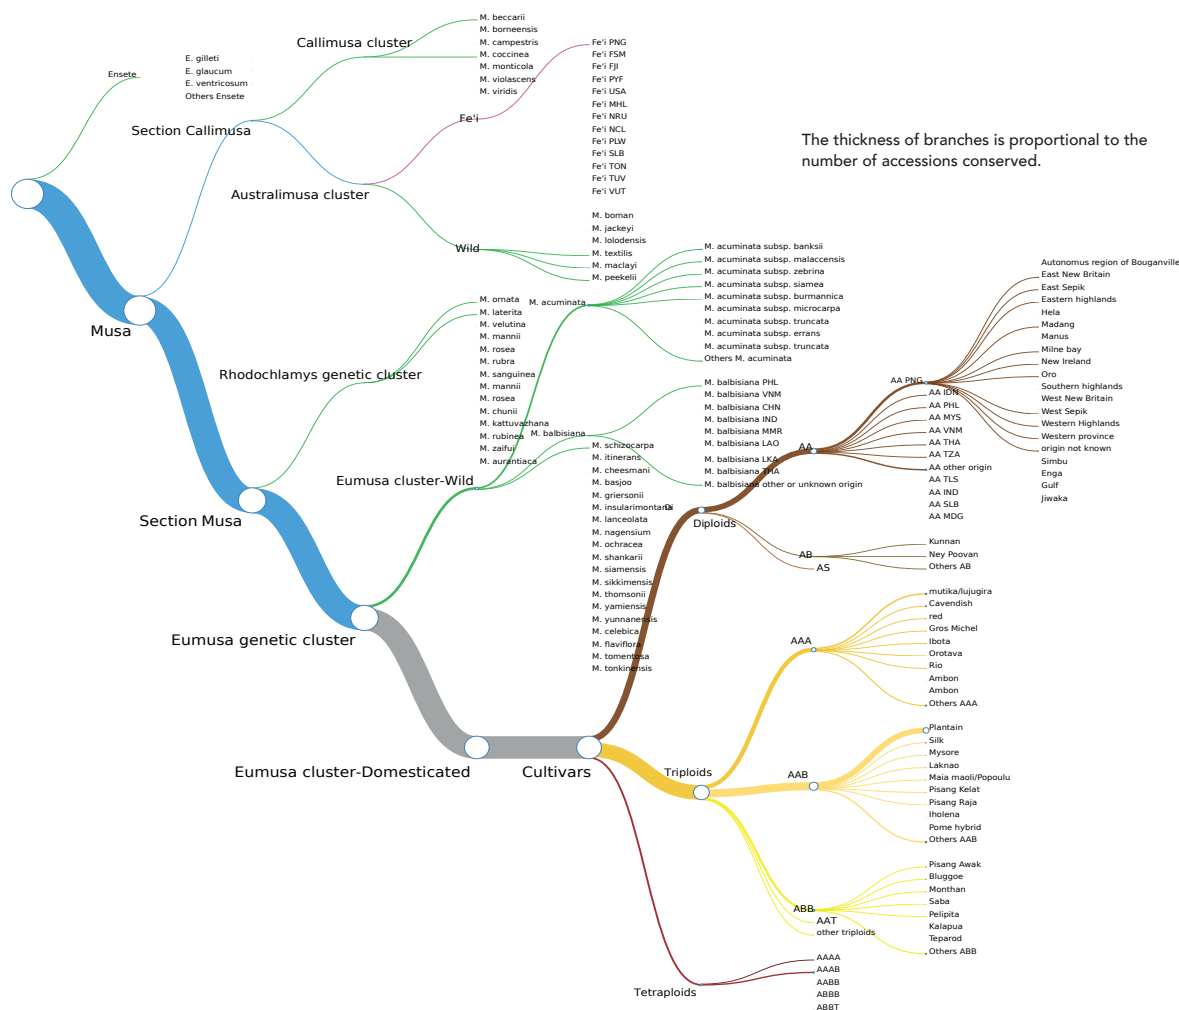 Ensete
E. gilleti
E. glaucum
E. ventricosum
Others Ensete
Musa
Section Callimusa
Callimusa cluster
M. beccarii
M. borneensis
M. campestris
M. coccinea
M. monticola
M. violascens
M. viridis
Australimusa cluster
Fe'i
Fe'i PNG
Fe'i FSM
Fe'i FJI
Fe'i PYF
Fe'i USA
Fe'i MHL
Fe'i NRU
Fe'i NCL
Fe'i PLW
Fe'i SLB
Fe'i TON
Fe'i TUV
Fe'i VUT
Wild
M. boman
M. jackeyi
M. lolodensis
M. textilis
M. maclayi
M. peekelii
The thickness of branches is proportional to the
number of accessions conserved.
Section Musa
Rhodochlamys genetic cluster
M. ornata
M. laterita
M. velutina
M. mannii
M. rosea
M. rubra
M. sanguinea
M. mannii
M. rosea
M. chunii
M. kattuvazhana
M. rubinea
M. zaifui
M. aurantiaca
Eumusa genetic cluster
Eumusa cluster-Wild
M. acuminata
M. acuminata subsp. banksii
M. acuminata subsp. malaccensis
M. acuminata subsp. zebrina
M. acuminata subsp. siamea
M. acuminata subsp. burmannica
M. acuminata subsp. microcarpa
M. acuminata subsp. truncata
M. acuminata subsp. errans
M. acuminata subsp. truncata
Others M. acuminata
M. balbisiana
M. balbisiana PHL
M. balbisiana VNM
M. balbisiana CHN
M. balbisiana IND
M. balbisiana MMR
M. balbisiana LAO
M. balbisiana LKA
M. balbisiana THA
M. balbisiana other or unknown origin
M. schizocarpa
M. itinerans
M. cheesmani
M. basjoo
M. griersonii
M. insularimontana
M. lanceolata
M. nagensium
M. ochracea
M. shankarii
M. siamensis
M. sikkimensis
M. thomsonii
M. yamiensis
M. yunnanensis
M. celebica
M. flaviflora
M. tomentosa
M. tonkinensis
Eumusa cluster-Domesticated
Cultivars
Diploids
AA
AA PNG
Autonomus region of Bouganville
East New Britain
East Sepik
Eastern highlands
Hela
Madang
Manus
Milne bay
New Ireland
Oro
Southern highlands
West New Britain
West Sepik
Western Highlands
Western province
origin not known
Simbu
Enga
Gulf
Jiwaka
AA IDN
AA PHL
AA MYS
AA VNM
AA THA
AA TZA
AA other origin
AA TLS
AA IND
AA SLB
AA MDG
AB
Kunnan
Ney Poovan
Others AB
AS
Triploids
AAA
mutika/lujugira
Cavendish
red
Gros Michel
Ibota
Orotava
Rio
Ambon
Ambon
Others AAA
AAB
Plantain
Silk
Mysore
Laknao
Maia maoli/Popoulu
Pisang Kelat
Pisang Raja
Iholena
Pome hybrid
Others AAB
ABB
Pisang Awak
Bluggoe
Monthan
Saba
Pelipita
Kalapua
Teparod
Others ABB
AAT
other triploids
Tetraploids
AAAA
AAAB
AABB
ABBB
ABBT